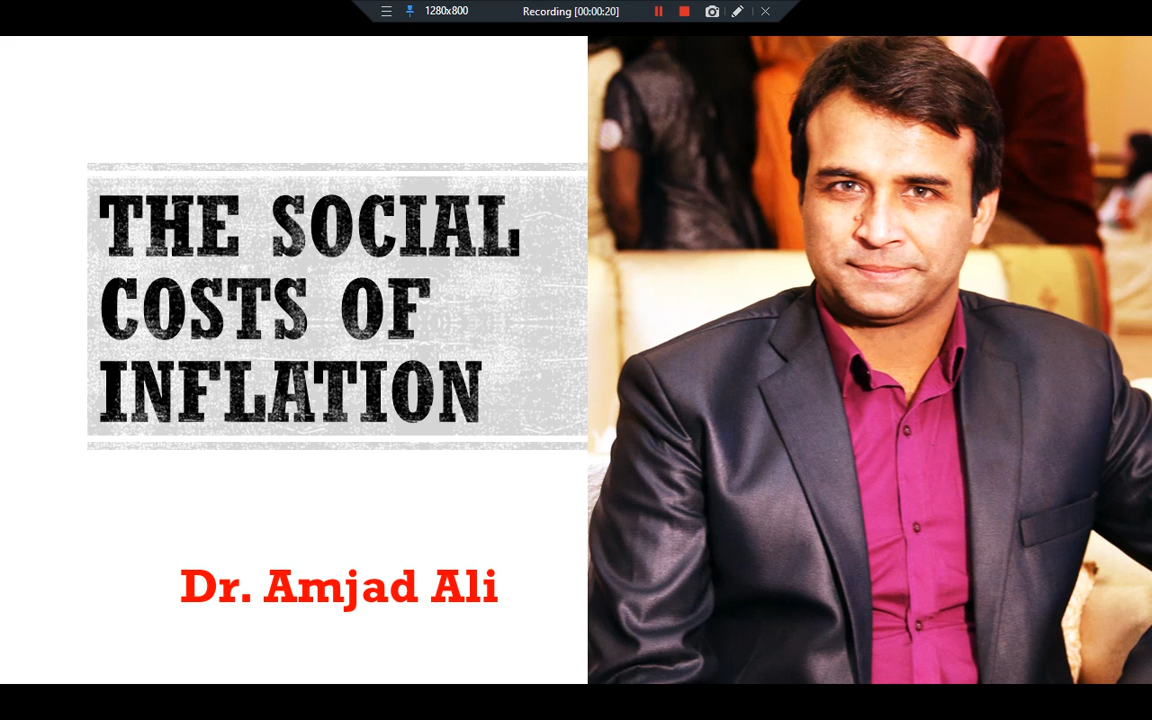 1280x800 Recording [00:00:20]
THE SOCIAL
COSTS OF
INFLATION
Dr. Amjad Ali